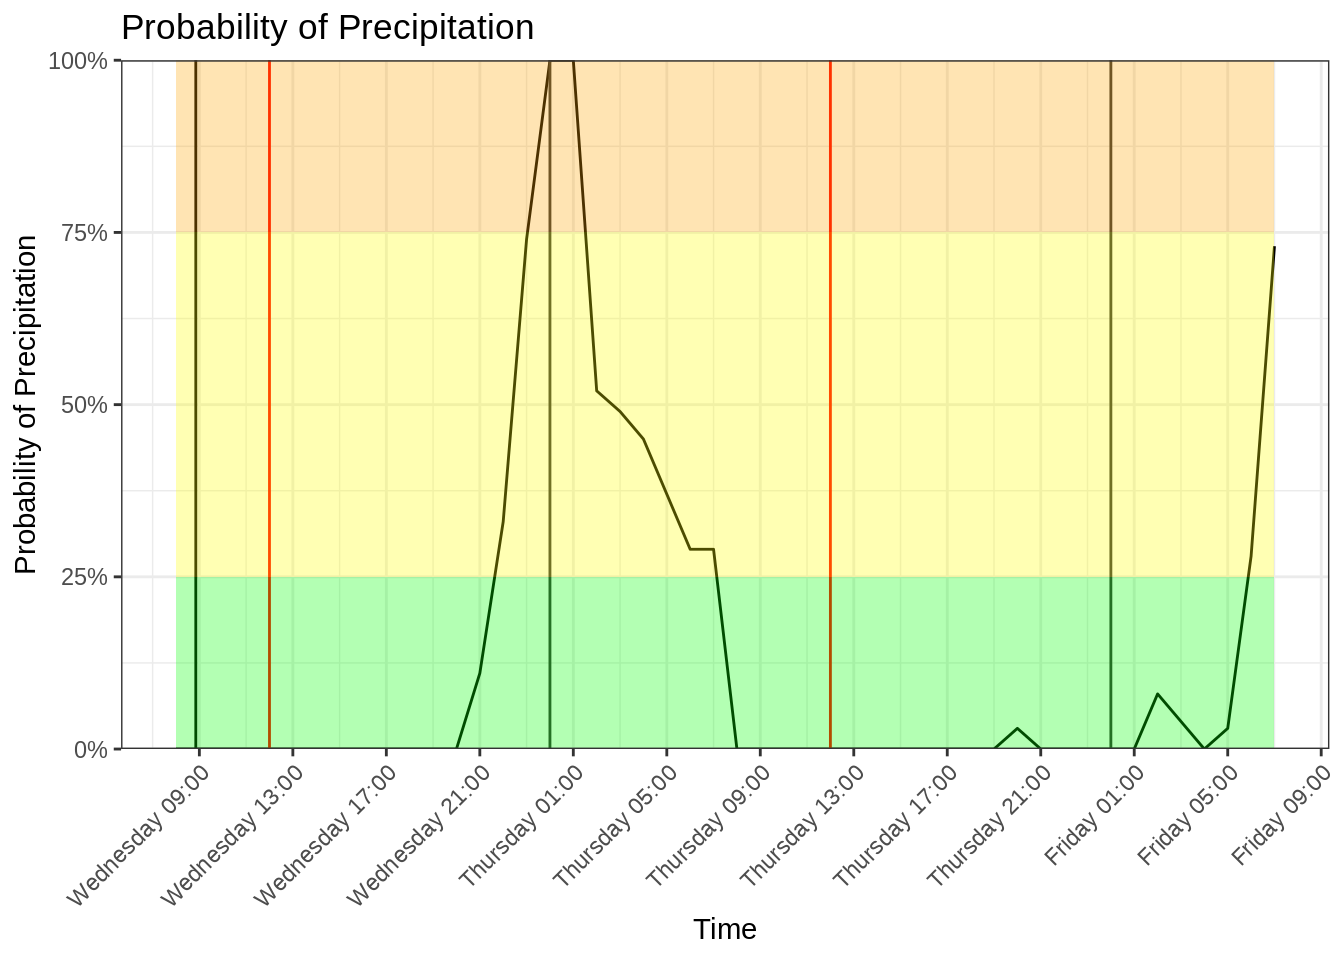 Probability of Precipitation
Probability of Precipitation
100%
75%
50%
25%
0%
Wednesday 09:00
Wednesday 13:00
Wednesday 17:00
Wednesday 21:00
Thursday 01:00
Thursday 05:00
Thursday 09:00
Thursday 13:00
Thursday 17:00
Thursday 21:00
Friday 01:00
Friday 05:00
Friday 09:00
Time